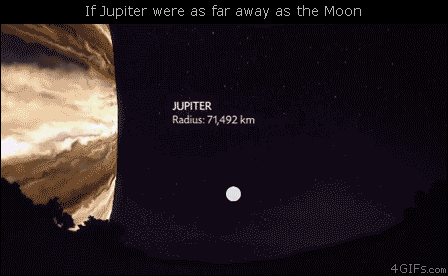 If Jupiter were as far away as the Moon
JUPITER
Radius: 71,492 km
4GIFs.com